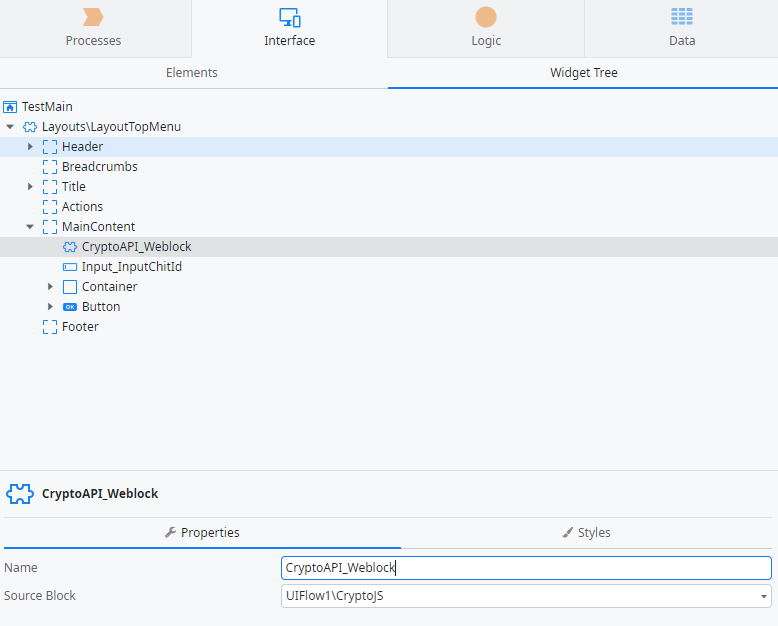 Processes Interface Logic Data
Elements Widget Tree
TestMain
Layouts\LayoutTopMenu
Header
Breadcrumbs
Title
Actions
MainContent
CryptoAPI_Weblock
Input_InputChitId
Container
OK Button
Footer
CryptoAPI_Weblock
Properties Styles
Name CryptoAPI_Weblock
Source Block UIFlow1\CryptoJS